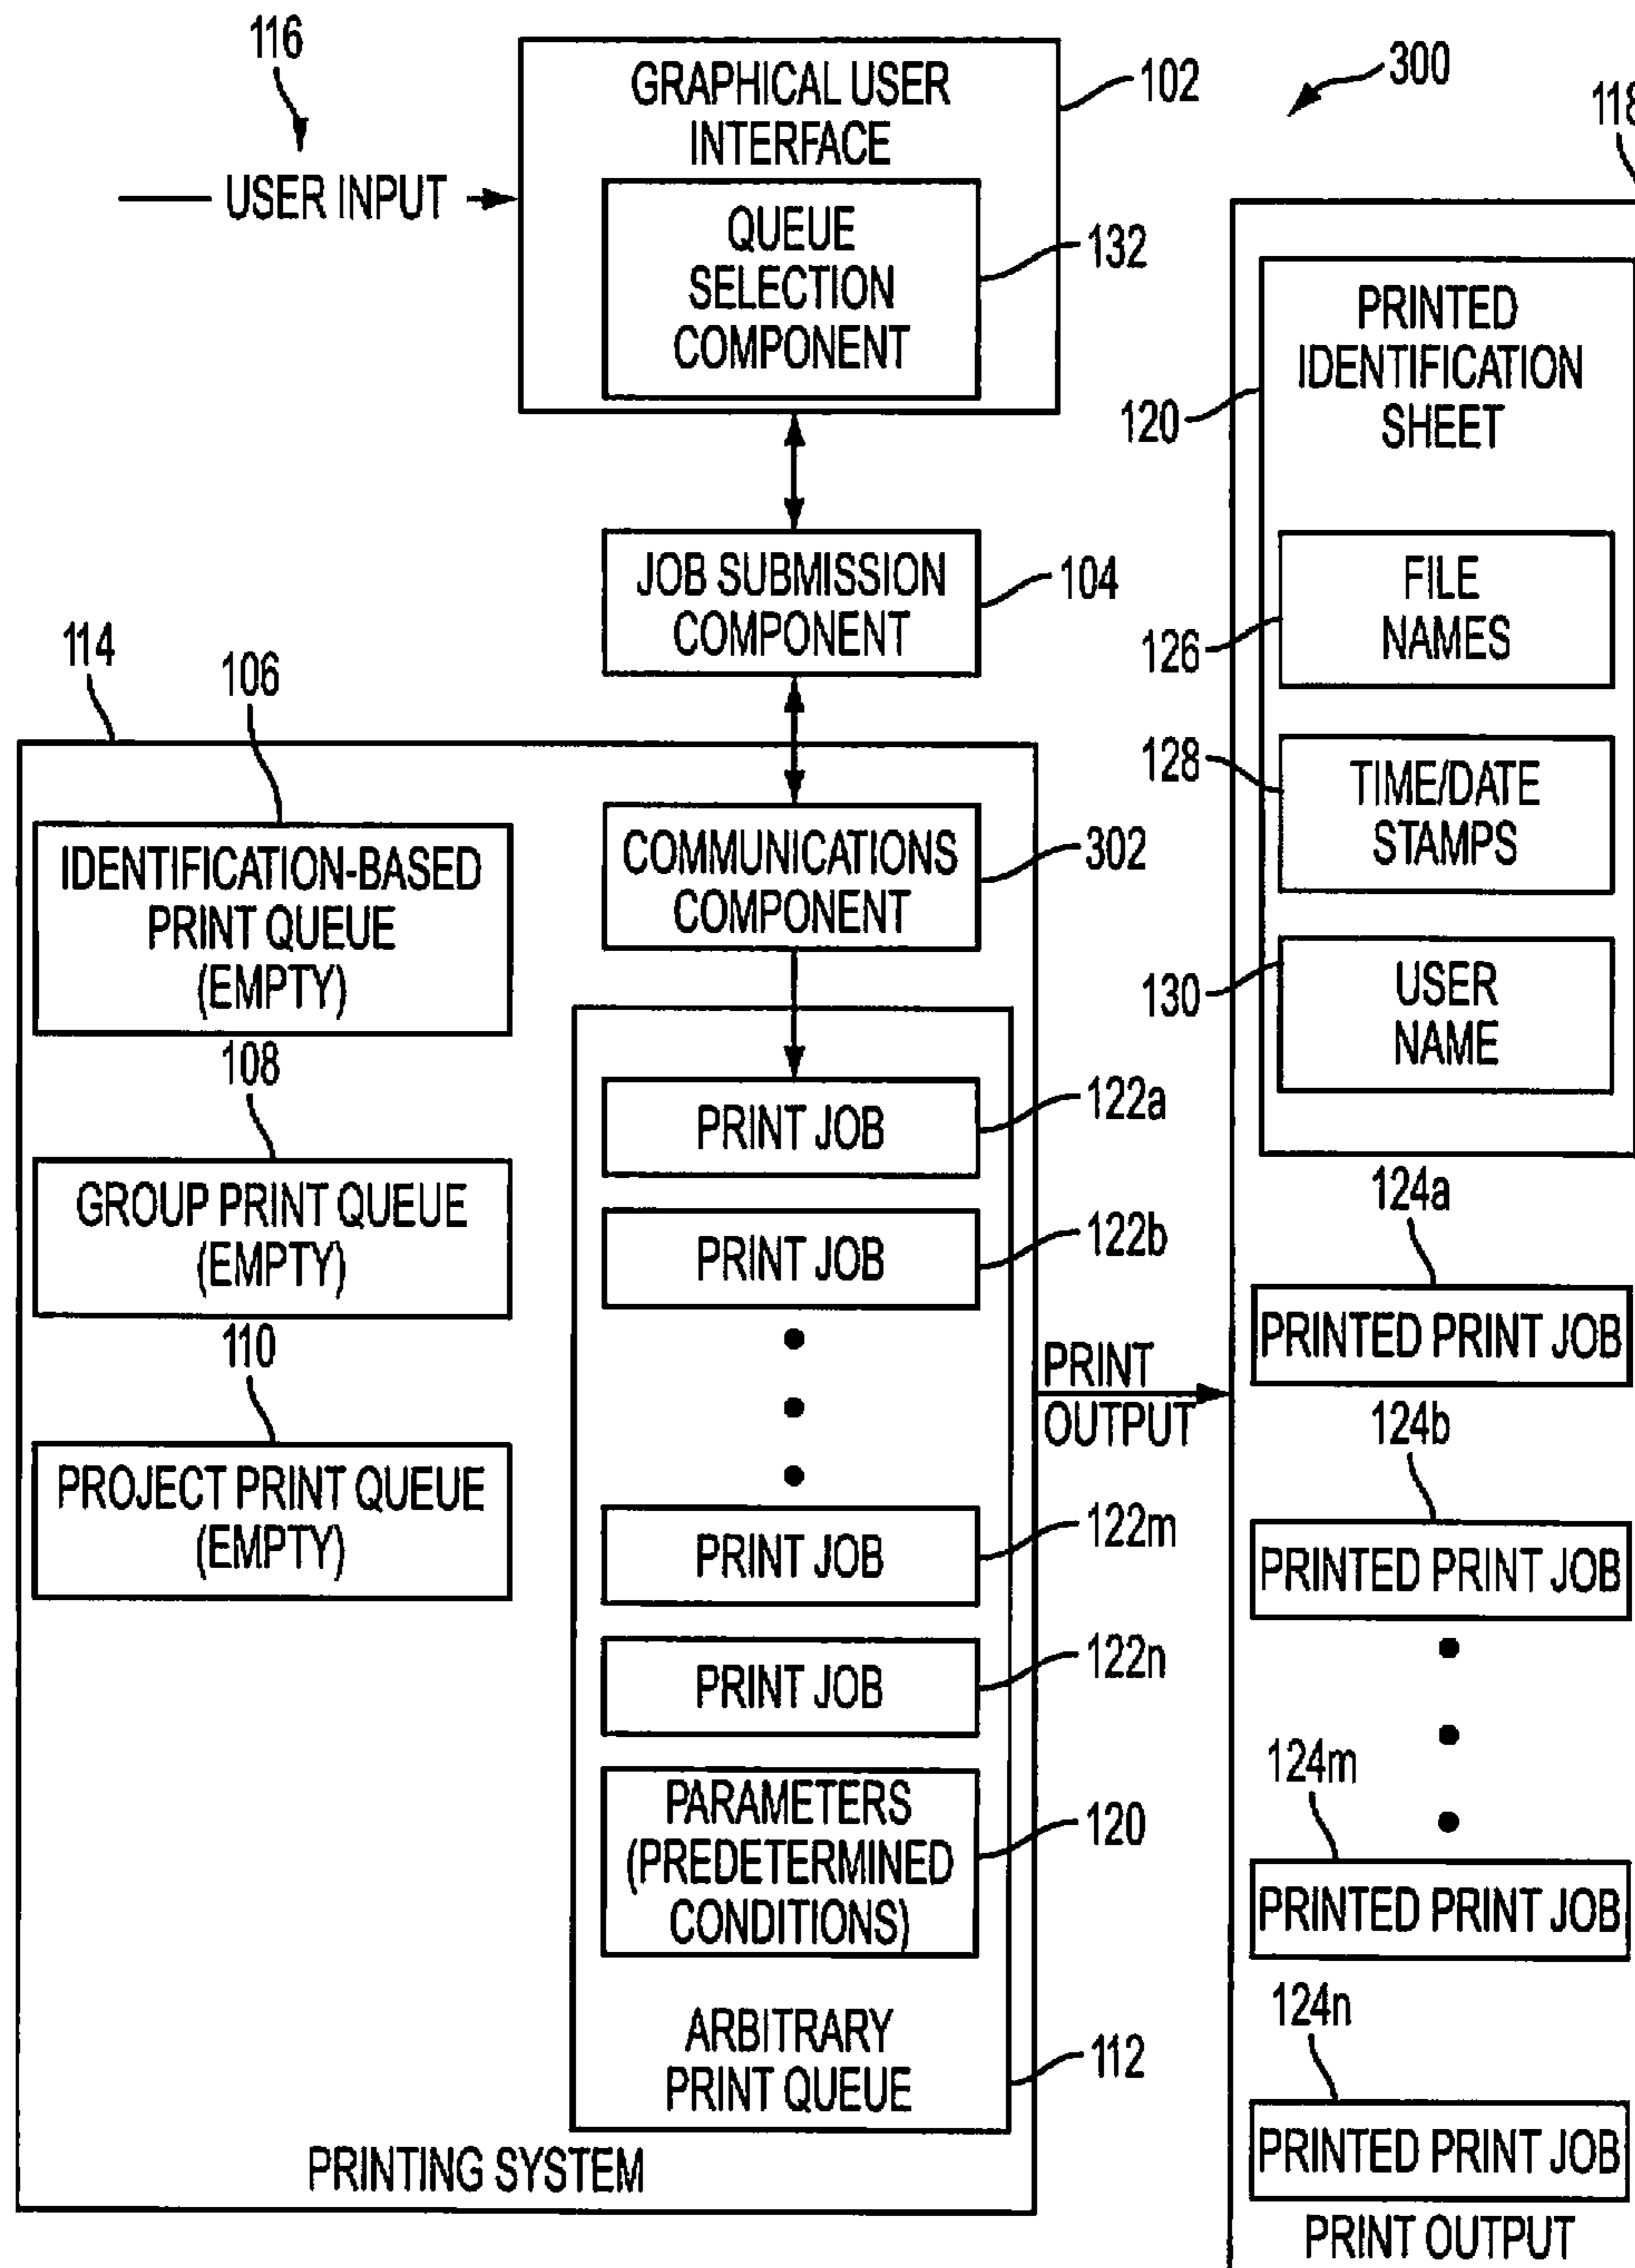 116
GRAPHICAL USER
INTERFACE
102
300
118
USER INPUT
QUEUE
SELECTION
COMPONENT
132
PRINTED
IDENTIFICATION
SHEET
120
JOB SUBMISSION
COMPONENT
104
FILE
NAMES
126
114
106
TIME/DATE
STAMPS
128
IDENTIFICATION-BASED
PRINT QUEUE
(EMPTY)
COMMUNICATIONS
COMPONENT
302
USER
NAME
130
108
GROUP PRINT QUEUE
(EMPTY)
PRINT JOB
122a
PRINT JOB
122b
124a
PRINTED PRINT JOB
110
PROJECT PRINT QUEUE
(EMPTY)
PRINT
OUTPUT
124b
PRINTED PRINT JOB
PRINT JOB
122m
PRINT JOB
122n
PARAMETERS
(PREDETERMINED
CONDITIONS)
120
124m
PRINTED PRINT JOB
ARBITRARY
PRINT QUEUE
112
124n
PRINTED PRINT JOB
PRINTING SYSTEM
PRINT OUTPUT